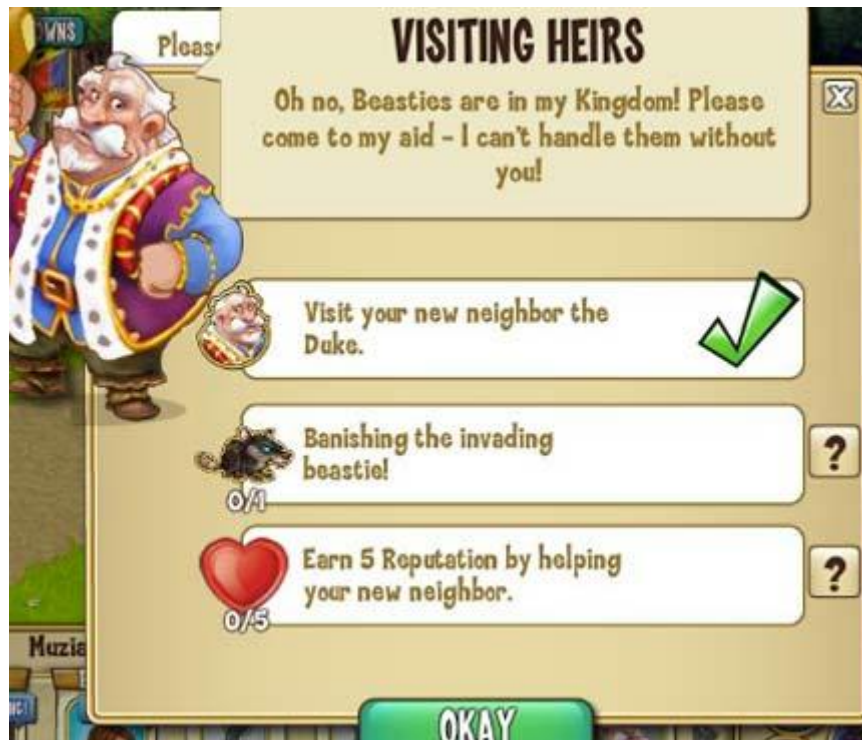 VISITING HEIRS
Oh no, Beasties are in my Kingdom! Please
come to my aid - I can't handle them without
you!
Visit your new neighbor the
Duke.
Banishing the invading
beastie!
0/1
?
Earn 5 Reputation by helping
your new neighbor.
0/5
?
X
OKAY